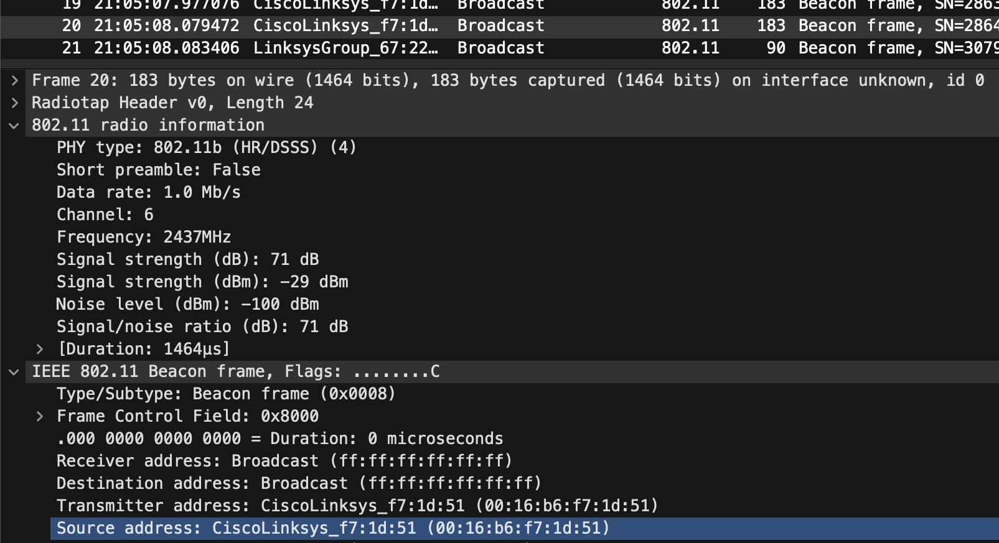 19 21:05:07.977076 CiscoLinksys_f7:1d… Broadcast 802.11 183 Beacon frame, SN=2863
20 21:05:08.079472 CiscoLinksys_f7:1d… Broadcast 802.11 183 Beacon frame, SN=2864
21 21:05:08.083406 LinksysGroup_67:22… Broadcast 802.11 90 Beacon frame, SN=3079
Frame 20: 183 bytes on wire (1464 bits), 183 bytes captured (1464 bits) on interface unknown, id 0
Radiotap Header v0, Length 24
802.11 radio information
PHY type: 802.11b (HR/DSSS) (4)
Short preamble: False
Data rate: 1.0 Mb/s
Channel: 6
Frequency: 2437MHz
Signal strength (dB): 71 dB
Signal strength (dBm): -29 dBm
Noise level (dBm): -100 dBm
Signal/noise ratio (dB): 71 dB
[Duration: 1464µs]
IEEE 802.11 Beacon frame, Flags: ........C
Type/Subtype: Beacon frame (0x0008)
Frame Control Field: 0x8000
.000 0000 0000 0000 = Duration: 0 microseconds
Receiver address: Broadcast (ff:ff:ff:ff:ff:ff)
Destination address: Broadcast (ff:ff:ff:ff:ff:ff)
Transmitter address: CiscoLinksys_f7:1d:51 (00:16:b6:f7:1d:51)
Source address: CiscoLinksys_f7:1d:51 (00:16:b6:f7:1d:51)